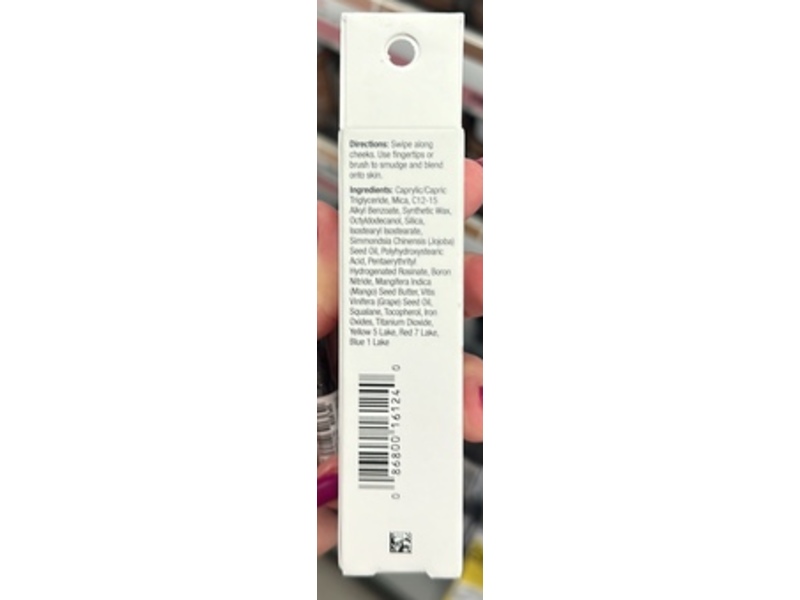 Directions: Swipe along
cheeks. Use fingertips or
brush to smudge and blend
onto skin.
Ingredients: Caprylic/Capric
Triglyceride, Mica, C12-15
Alkyl Benzoate, Synthetic Wax,
Octyldodecanol, Silica,
Isostearyl Isostearate,
Simmondsia Chinensis (Jojoba)
Seed Oil, Polyhydroxystearic
Acid, Pentaerythrityl
Hydrogenated Rosinate, Boron
Nitride, Mangifera Indica
(Mango) Seed Butter, Vitis
Vinifera (Grape) Seed Oil,
Squalane, Tocopherol, Iron
Oxides, Titanium Dioxide,
Yellow 5 Lake, Red 7 Lake,
Blue 1 Lake
0 86800 16124 0